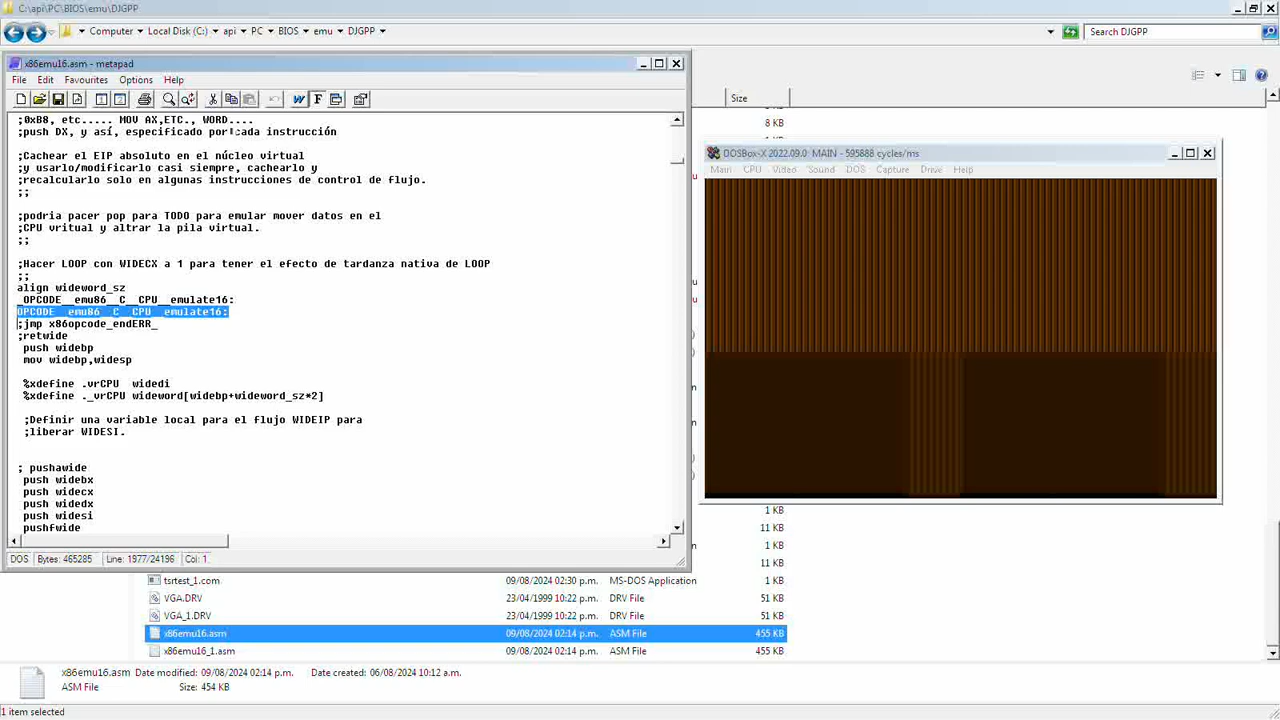 C:\api\PC\BIOS\emu\DJGPP
Computer Local Disk (C:) api PC BIOS emu DJGPP
Search DJGPP
x86emu16.asm - metapad
File Edit Favourites Options Help
;0xB8, etc..... MOV AX,ETC., WORD....
;push DX, y así, especificado por cada instrucción
;Cachear el EIP absoluto en el núcleo virtual
;y usarlo/modificarlo casi siempre, cachearlo y
;recalcularlo solo en algunas instrucciones de control de flujo.
;;
;podria pacer pop para TODO para emular mover datos en el
;CPU vritual y altrar la pila virtual.
;;
;Hacer LOOP con WIDECX a 1 para tener el efecto de tardanza nativa de LOOP
;;
align wideword_sz
_OPCODE__emu86__C__CPU__emulate16:
OPCODE__emu86__C__CPU__emulate16:
;jmp x86opcode_endERR_
;retwide
push widebp
mov widebp,widesp
%xdefine .vrCPU widedi
%xdefine ._vrCPU wideword[widebp+wideword_sz*2]
;Definir una variable local para el flujo WIDEIP para
;liberar WIDESI.
; pushawide
push widebx
push widecx
push widedx
push widesi
pushfwide
DOS Bytes: 465285 Line: 1977/24196 Col: 1
Size
8 KB
DOSBox-X 2022.09.0: MAIN - 595888 cycles/ms
Main CPU Video Sound DOS Capture Drive Help
1 KB
11 KB
1 KB
11 KB
tsrtest_1.com 09/08/2024 02:30 p.m. MS-DOS Application 1 KB
VGA.DRV 23/04/1999 10:22 p.m. DRV File 51 KB
VGA_1.DRV 23/04/1999 10:22 p.m. DRV File 51 KB
x86emu16.asm 09/08/2024 02:14 p.m. ASM File 455 KB
x86emu16_1.asm 09/08/2024 02:14 p.m. ASM File 455 KB
x86emu16.asm Date modified: 09/08/2024 02:14 p.m. Date created: 06/08/2024 10:12 a.m.
ASM File Size: 454 KB
1 item selected